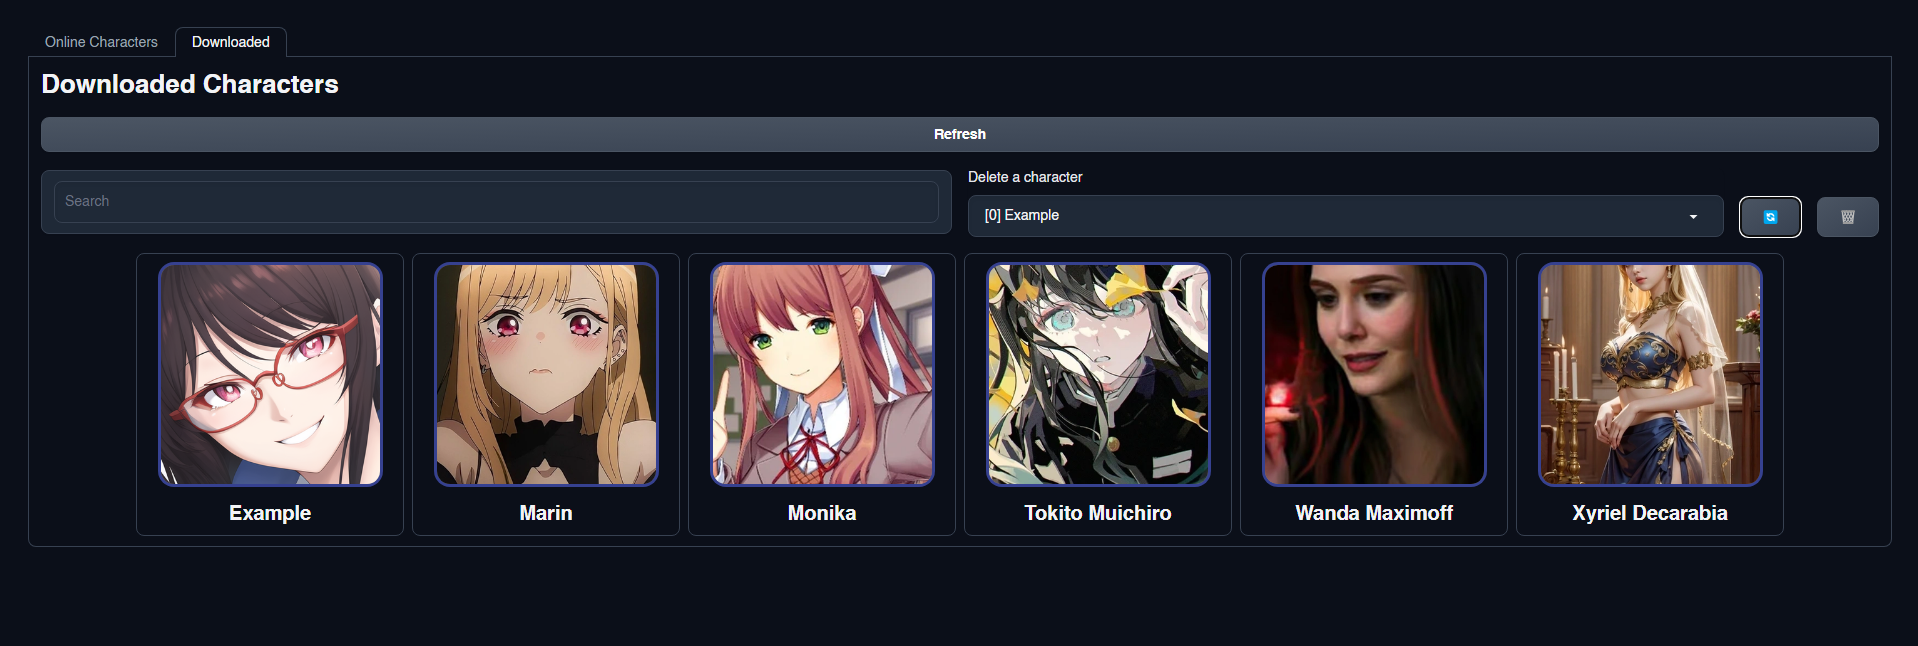 Online Characters
Downloaded
Downloaded Characters
Refresh
Search
Delete a character
[0] Example
Example
Marin
Monika
Tokito Muichiro
Wanda Maximoff
Xyriel Decarabia